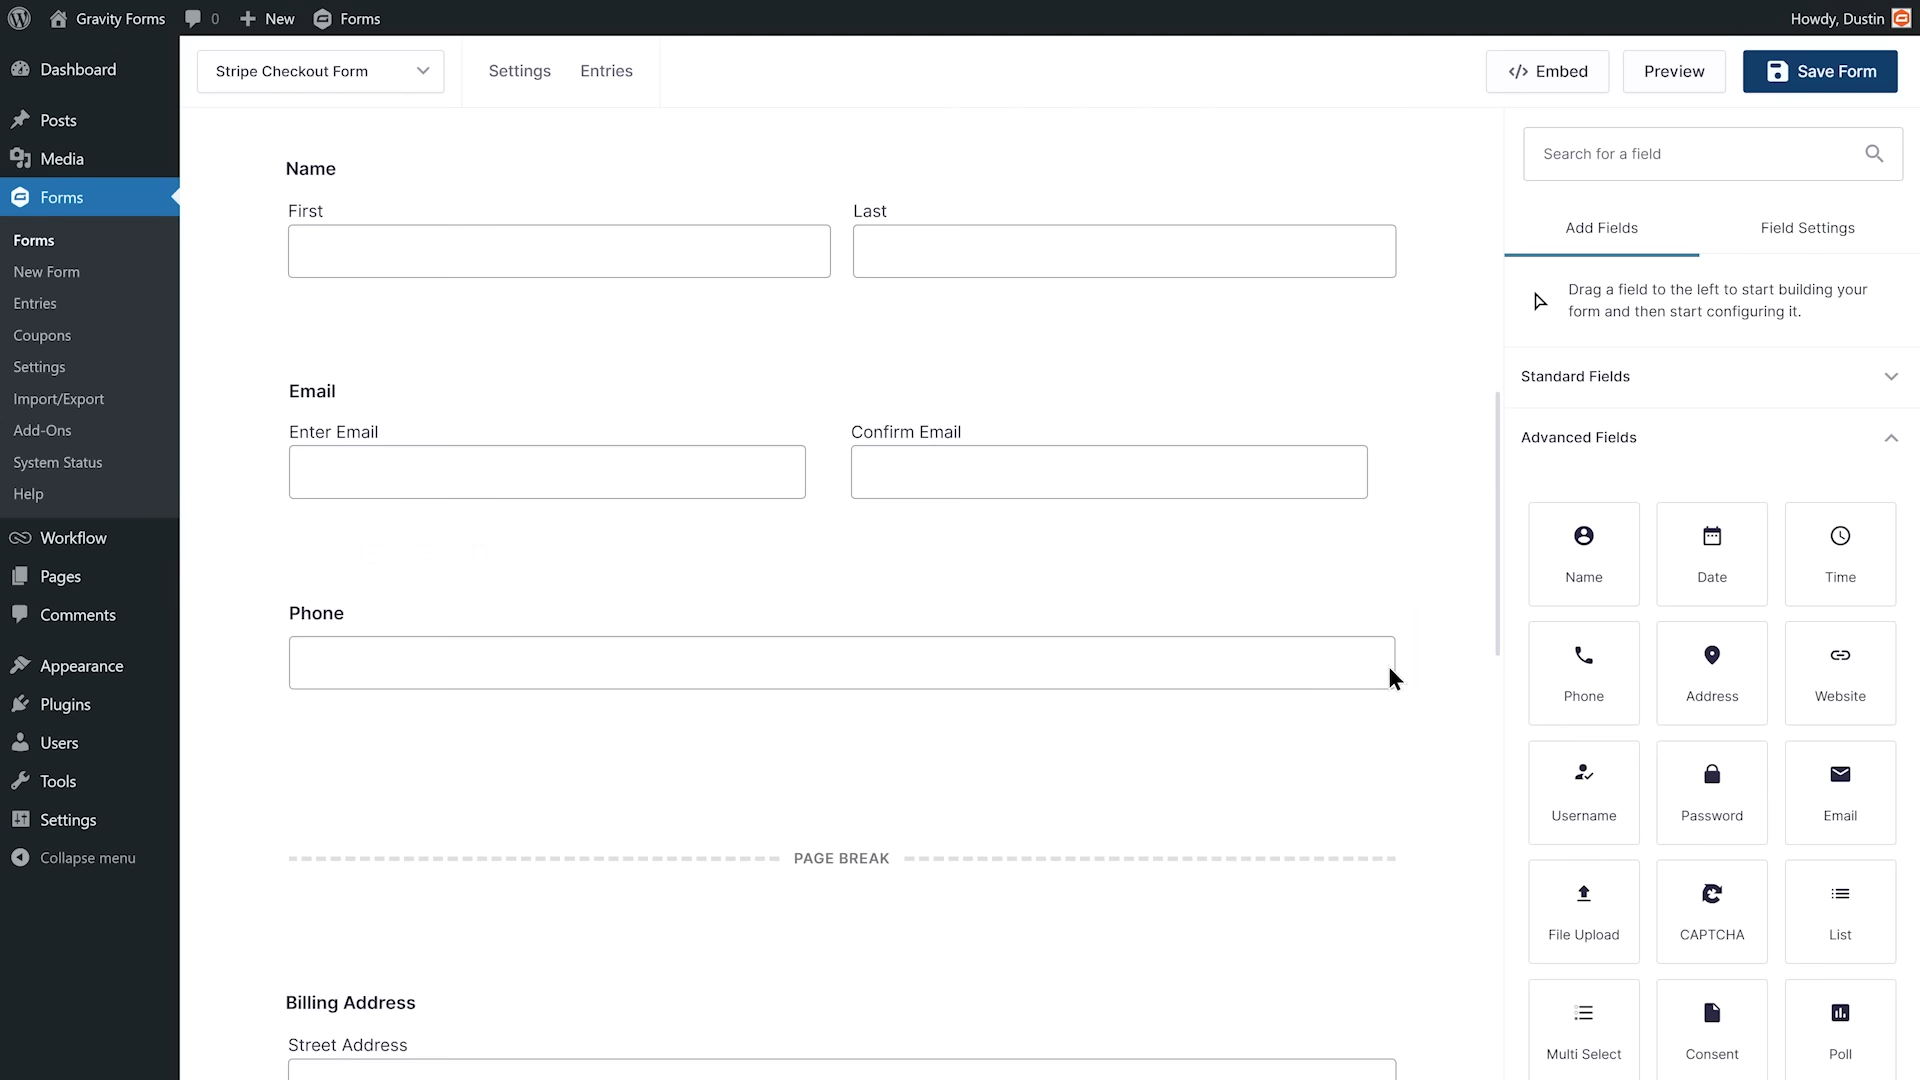 Gravity Forms
0
New
Forms
Howdy, Dustin
Dashboard
Posts
Media
Forms
Forms
New Form
Entries
Coupons
Settings
Import/Export
Add-Ons
System Status
Help
Workflow
Pages
Comments
Appearance
Plugins
Users
Tools
Settings
Collapse menu
Stripe Checkout Form
Settings
Entries
</> Embed
Preview
Save Form
Name
First
Last
Email
Enter Email
Confirm Email
Phone
PAGE BREAK
Billing Address
Street Address
Search for a field
Add Fields
Field Settings
Drag a field to the left to start building your
form and then start configuring it.
Standard Fields
Advanced Fields
Name
Date
Time
Phone
Address
Website
Username
Password
Email
File Upload
CAPTCHA
List
Multi Select
Consent
Poll